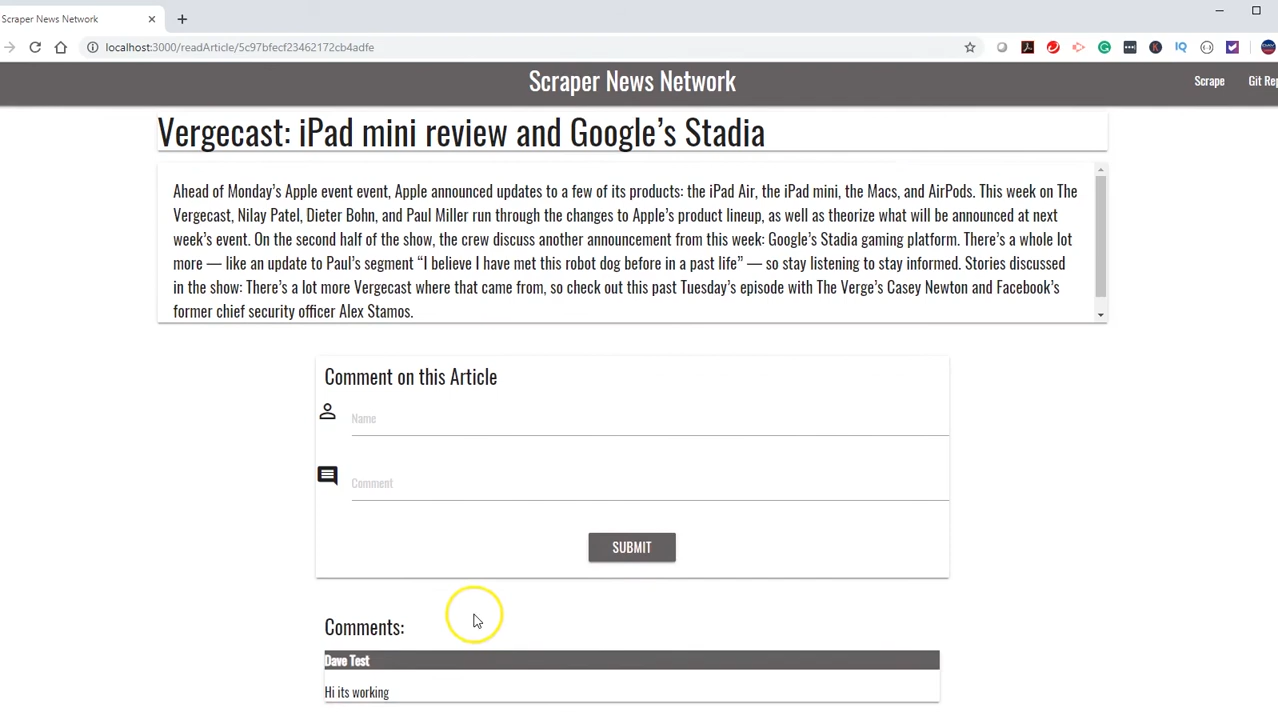 Scraper News Network
localhost:3000/readArticle/5c97bfecf23462172cb4adfe
IQ
Scraper News Network
Scrape
Git Rep
Vergecast: iPad mini review and Google’s Stadia
Ahead of Monday’s Apple event event, Apple announced updates to a few of its products: the iPad Air, the iPad mini, the Macs, and AirPods. This week on The
Vergecast, Nilay Patel, Dieter Bohn, and Paul Miller run through the changes to Apple’s product lineup, as well as theorize what will be announced at next
week’s event. On the second half of the show, the crew discuss another announcement from this week: Google’s Stadia gaming platform. There’s a whole lot
more — like an update to Paul’s segment “I believe I have met this robot dog before in a past life” — so stay listening to stay informed. Stories discussed
in the show: There’s a lot more Vergecast where that came from, so check out this past Tuesday’s episode with The Verge’s Casey Newton and Facebook’s
former chief security officer Alex Stamos.
Comment on this Article
Name
Comment
SUBMIT
Comments:
Dave Test
Hi its working